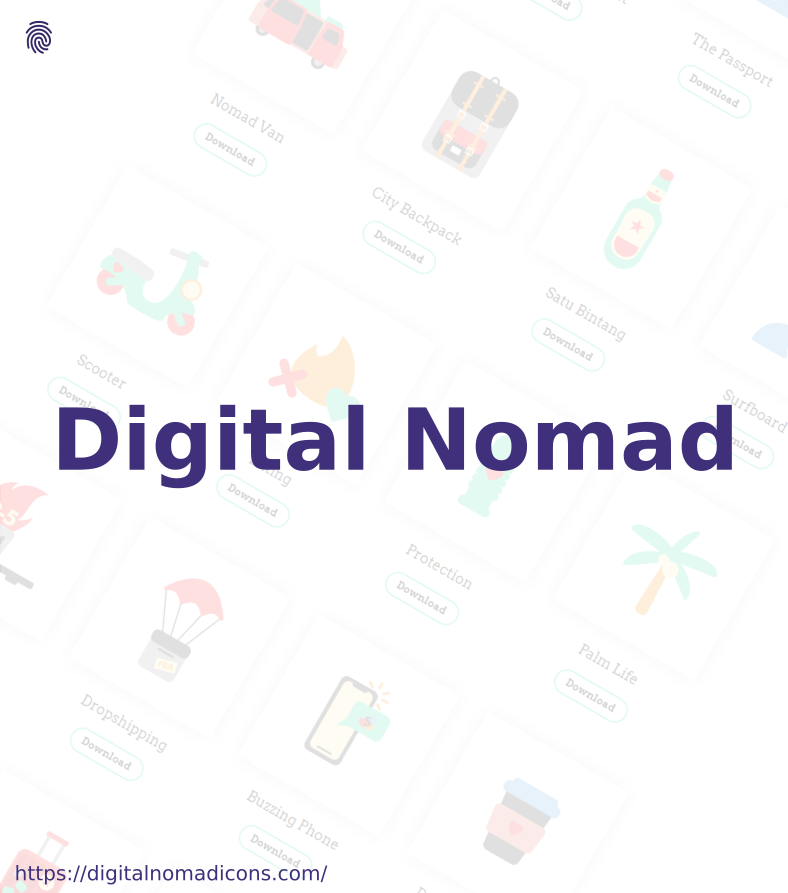 The Passport
Download
Nomad Van
Download
City Backpack
Download
Satu Bintang
Download
Scooter
Download
Surfboard
Digital Nomad
Download
Protection
Download
Palm Life
Download
Dropshipping
Download
Buzzing Phone
Download
https://digitalnomadicons.com/